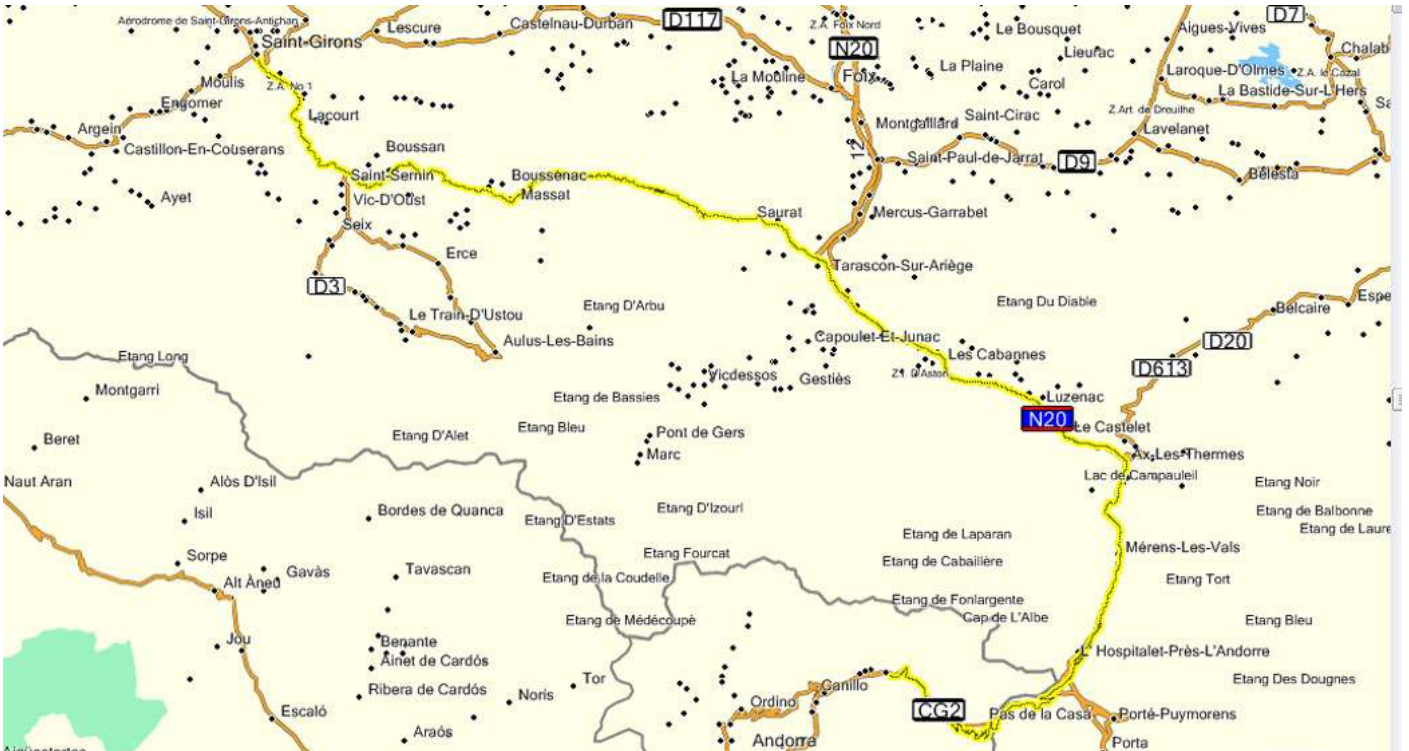 Aérodrome de Saint-Girons-Antichan
Lescure
Castelnau-Durban
D117
Z.A. Foix Nord
Le Bousquet
D7
Aigues-Vives
Saint-Girons
N20
Lieurac
Chalab
Moulis
Z.A. No 1
La Mouline
Foix
La Plaine
Carol
Laroque-D'Olmes
Z.A. le Cazal
La Bastide-Sur-L'Hers
Engomer
Lacourt
Z.Art. de Dreuilhe
Sa
Argein
Montgaillard
Saint-Cirac
Lavelanet
Castillon-En-Couserans
Boussan
12
Saint-Paul-de-Jarrat
D9
Saint-Sernin
Boussenac
Bélesta
Ayet
Vic-D'Oust
Massat
Seix
Saurat
Mercus-Garrabet
Erce
Tarascon-Sur-Ariège
D3
Etang D'Arbu
Etang Du Diable
Espe
Le Train-D'Ustou
Belcaire
Aulus-Les-Bains
Capoulet-Et-Junac
D20
Etang Long
Les Cabannes
D613
Montgarri
Vicdessos
Gestiès
Z.I. D'Aston
Etang de Bassies
Luzenac
N20
Beret
Etang D'Alet
Etang Bleu
Pont de Gers
Le Castelet
Marc
Ax-Les-Thermes
Naut Aran
Alòs D'Isil
Lac de Campauleil
Etang Noir
Isil
Bordes de Quanca
Etang D'Estats
Etang D'Izourl
Etang de Balbonne
Etang de Laure
Etang de Laparan
Sorpe
Etang Fourcat
Mérens-Les-Vals
Gavàs
Tavascan
Etang de la Coudelle
Etang de Cabaillère
Alt Àneu
Etang Tort
Etang de Fonlargente
Etang de Médécoupè
Cap de L'Albe
Etang Bleu
Jou
Benante
Ainet de Cardós
L' Hospitalet-Près-L'Andorre
Ribera de Cardós
Norís
Tor
Canillo
Etang Des Dougnes
Escaló
Ordino
CG2
Pas de la Casa
Porté-Puymorens
Araós
Andorra
Porta